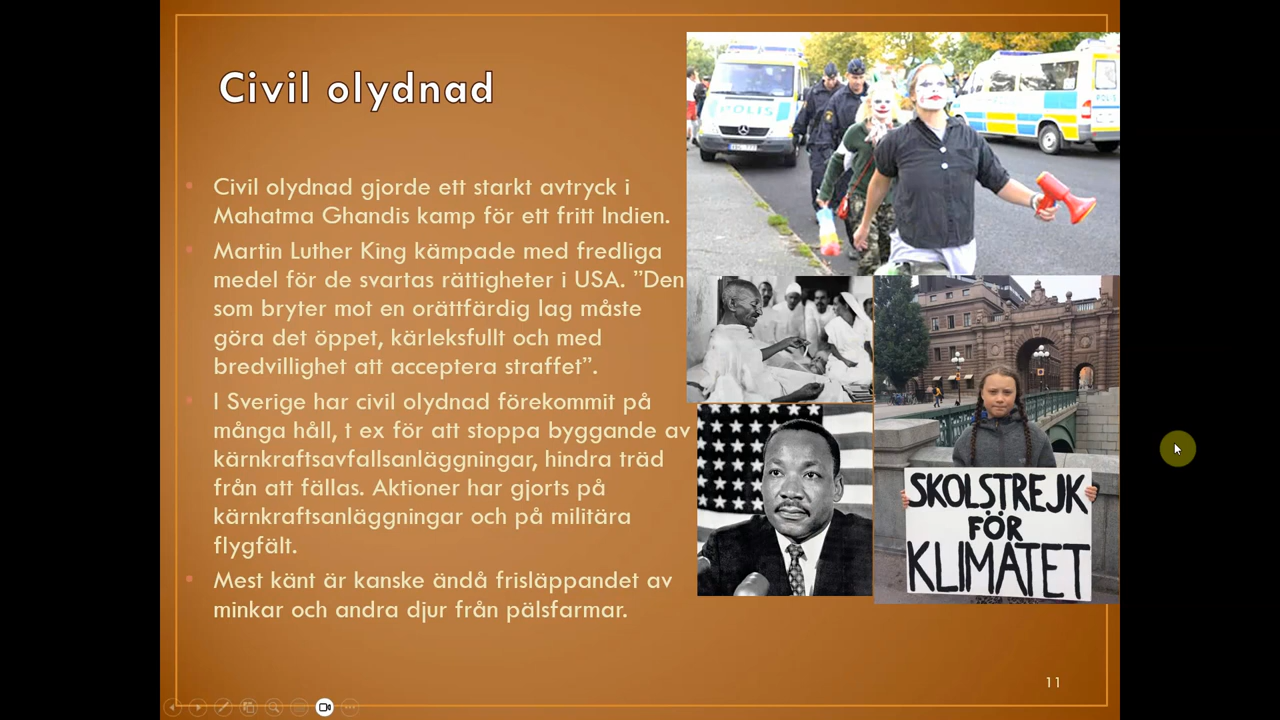 Civil olydnad
Civil olydnad gjorde ett starkt avtryck i
Mahatma Ghandis kamp för ett fritt Indien.
Martin Luther King kämpade med fredliga
medel för de svartas rättigheter i USA. ”Den
som bryter mot en orättfärdig lag måste
göra det öppet, kärleksfullt och med
bredvillighet att acceptera straffet”.
I Sverige har civil olydnad förekommit på
många håll, t ex för att stoppa byggande av
kärnkraftsavfallsanläggningar, hindra träd
från att fällas. Aktioner har gjorts på
kärnkraftsanläggningar och på militära
flygfält.
Mest känt är kanske ändå frisläppandet av
minkar och andra djur från pälsfarmar.
POLIS
SKOLSTREJK
FÖR
KLIMATET
11